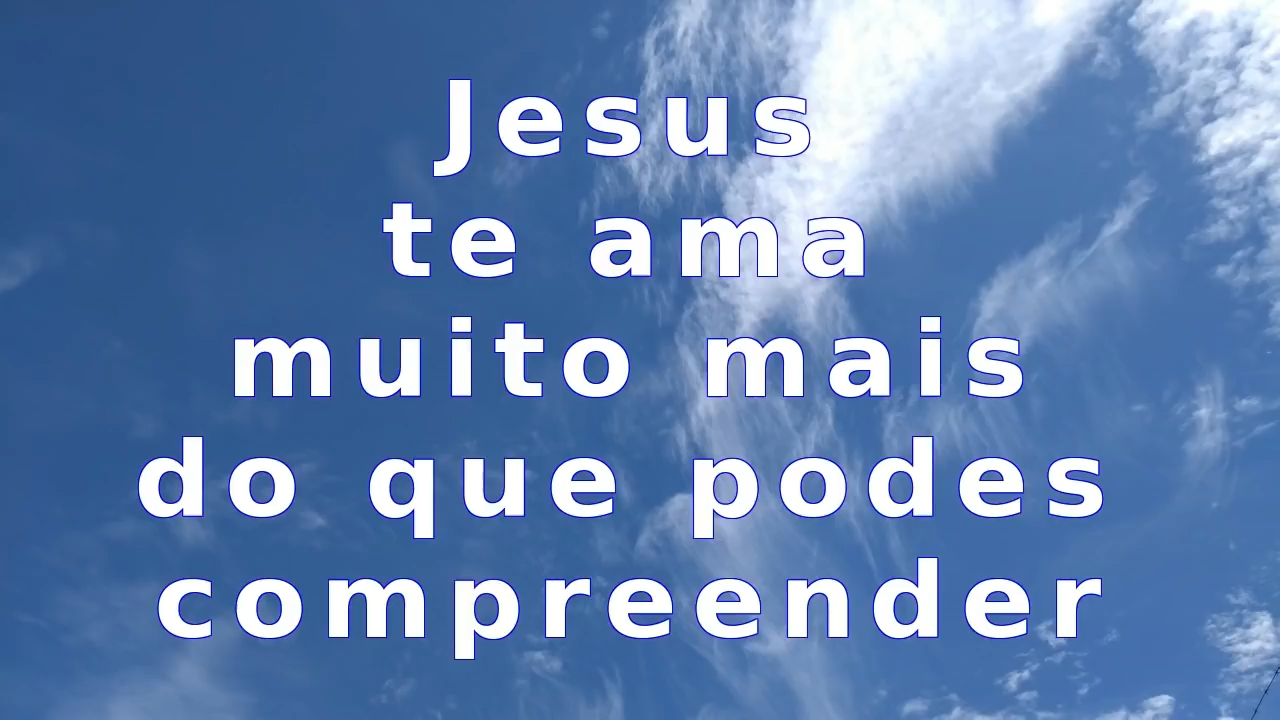 Jesus
te ama
muito mais
do que podes
compreender